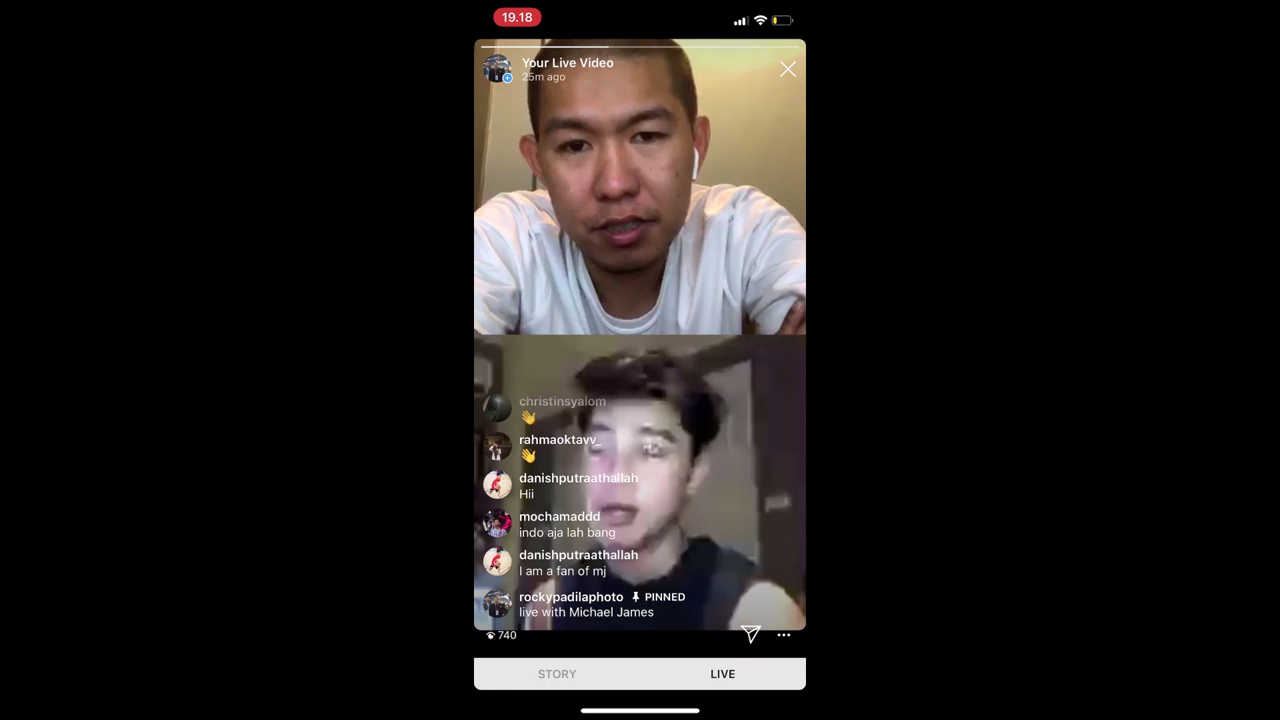 19.18
Your Live Video
25m ago
christinsyalom
👋
rahmaoktavv_
👋
danishputraathallah
Hii
mochamaddd
indo aja lah bang
danishputraathallah
I am a fan of mj
rockypadilaphoto PINNED
live with Michael James
740
STORY LIVE